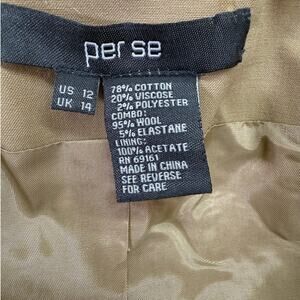 per se
US 12
UK 14
78% COTTON
20% VISCOSE
2% POLYESTER
COMBO:
95% WOOL
5% ELASTANE
LINING:
100% ACETATE
RN 69161
MADE IN CHINA
SEE REVERSE
FOR CARE